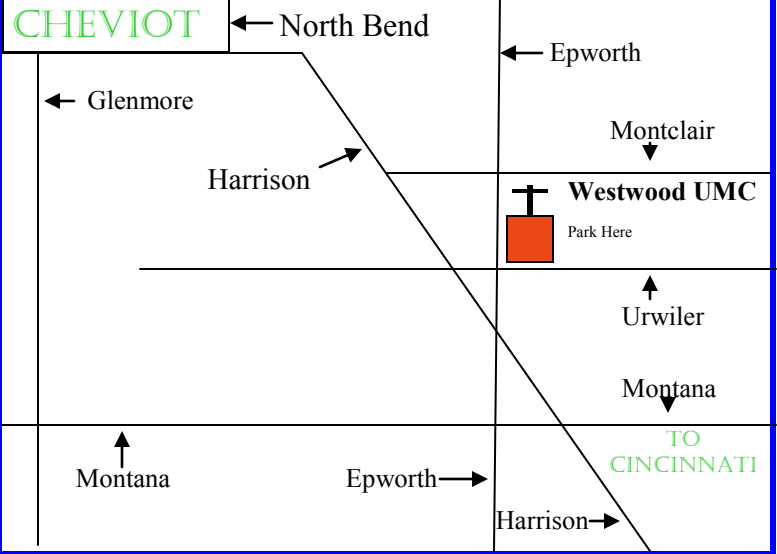 CHEVIOT
North Bend
Epworth
Glenmore
Montclair
Harrison
Westwood UMC
Park Here
Urwiler
Montana
TO
CINCINNATI
Montana
Epworth
Harrison